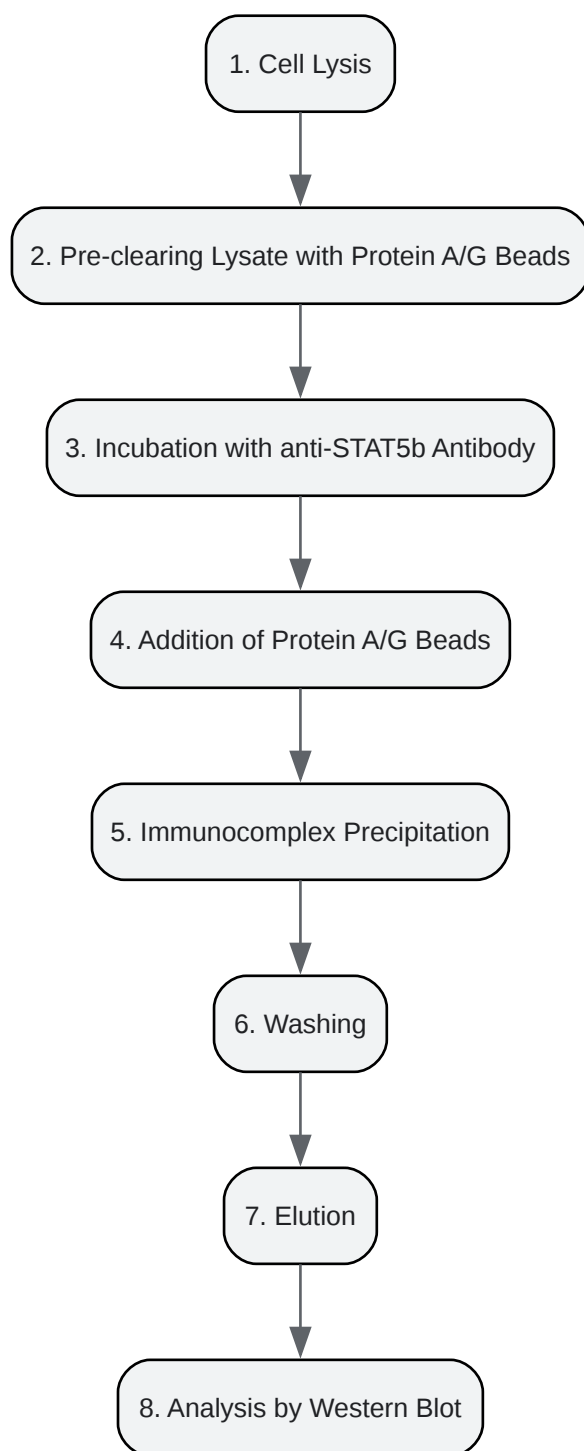 1. Cell Lysis
2. Pre-clearing Lysate with Protein A/G Beads
3. Incubation with anti-STAT5b Antibody
4. Addition of Protein A/G Beads
5. Immunocomplex Precipitation
6. Washing
7. Elution
8. Analysis by Western Blot